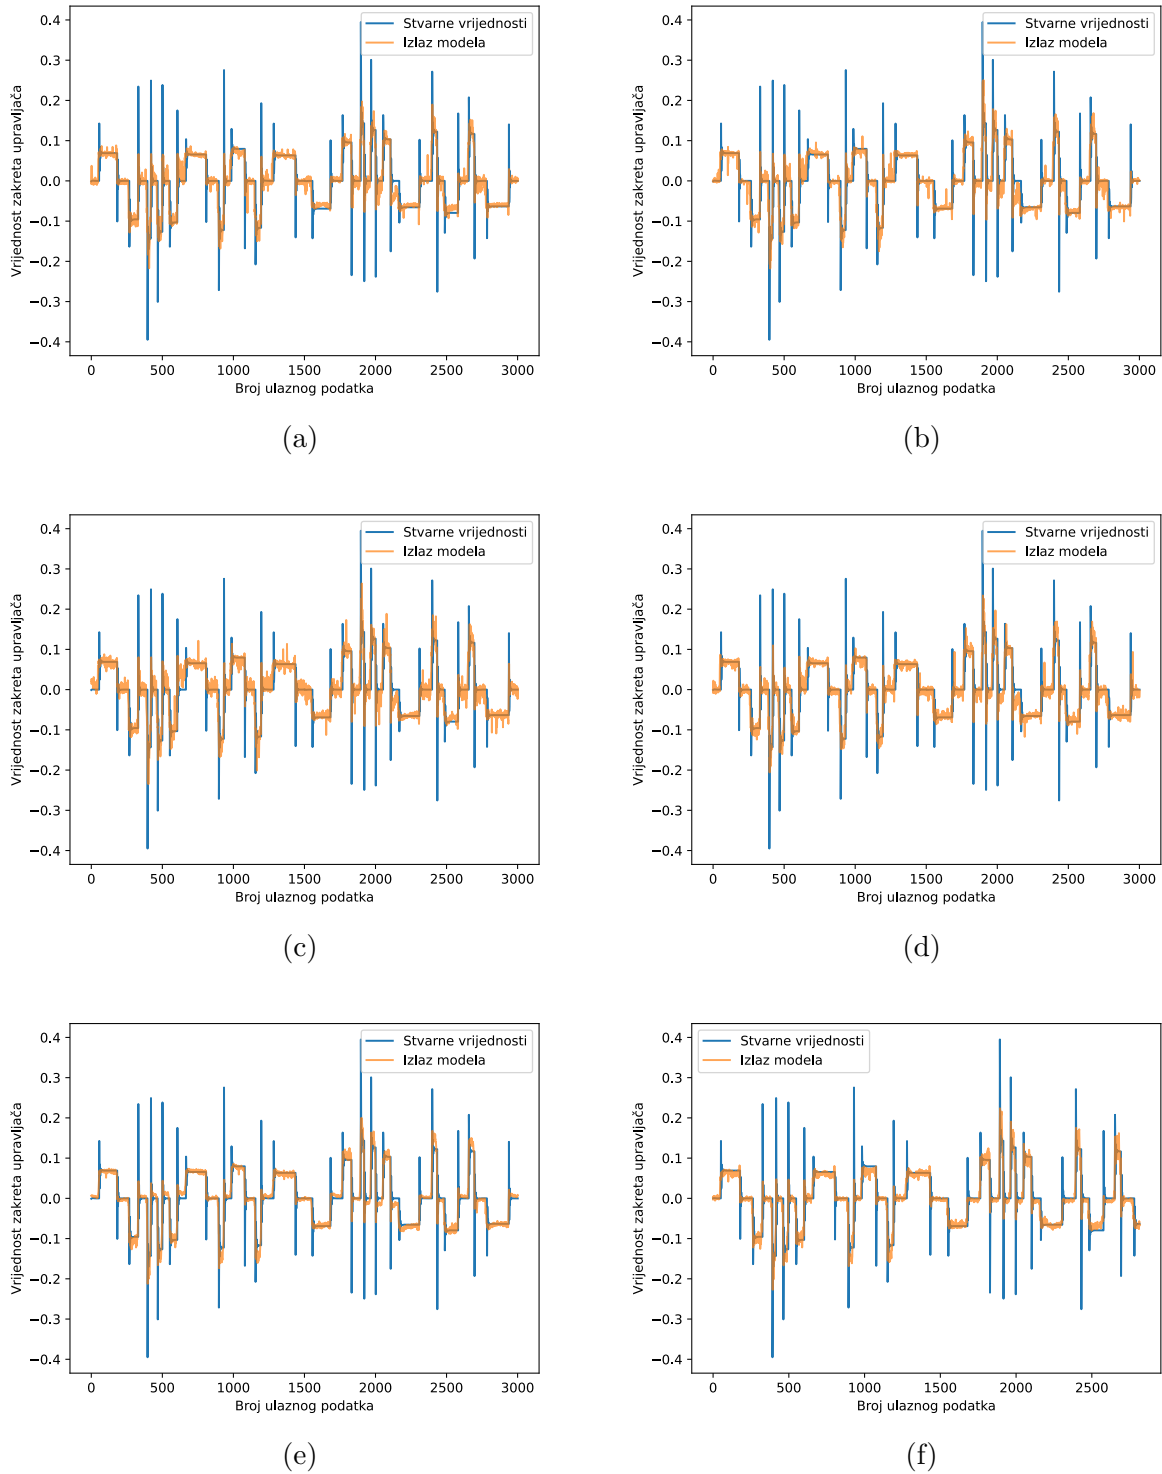 0.4
0.3
0.2
0.1
0.0
−0.1
−0.2
−0.3
−0.4
Vrijednost zakreta upravljača
Stvarne vrijednosti
Izlaz modela
0 500 1000 1500 2000 2500 3000
Broj ulaznog podatka
(a)
0.4
0.3
0.2
0.1
0.0
−0.1
−0.2
−0.3
−0.4
Vrijednost zakreta upravljača
Stvarne vrijednosti
Izlaz modela
0 500 1000 1500 2000 2500 3000
Broj ulaznog podatka
(b)
0.4
0.3
0.2
0.1
0.0
−0.1
−0.2
−0.3
−0.4
Vrijednost zakreta upravljača
Stvarne vrijednosti
Izlaz modela
0 500 1000 1500 2000 2500 3000
Broj ulaznog podatka
(c)
0.4
0.3
0.2
0.1
0.0
−0.1
−0.2
−0.3
−0.4
Vrijednost zakreta upravljača
Stvarne vrijednosti
Izlaz modela
0 500 1000 1500 2000 2500 3000
Broj ulaznog podatka
(d)
0.4
0.3
0.2
0.1
0.0
−0.1
−0.2
−0.3
−0.4
Vrijednost zakreta upravljača
Stvarne vrijednosti
Izlaz modela
0 500 1000 1500 2000 2500 3000
Broj ulaznog podatka
(e)
0.4
0.3
0.2
0.1
0.0
−0.1
−0.2
−0.3
−0.4
Vrijednost zakreta upravljača
Stvarne vrijednosti
Izlaz modela
0 500 1000 1500 2000 2500
Broj ulaznog podatka
(f)